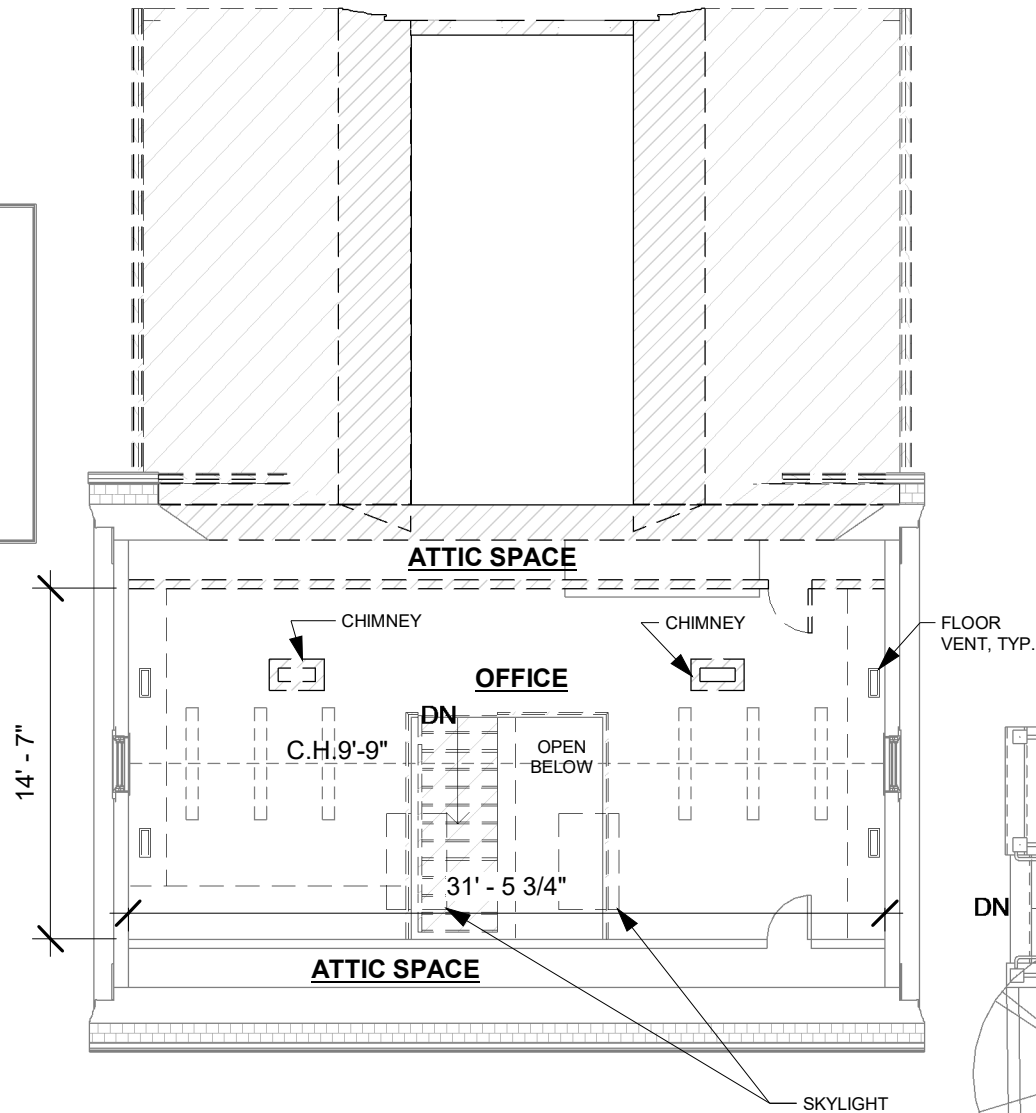 ATTIC SPACE
CHIMNEY
CHIMNEY
FLOOR
VENT, TYP.
OFFICE
DN
C.H.9'-9"
OPEN
BELOW
14' - 7"
31' - 5 3/4"
DN
ATTIC SPACE
SKYLIGHT